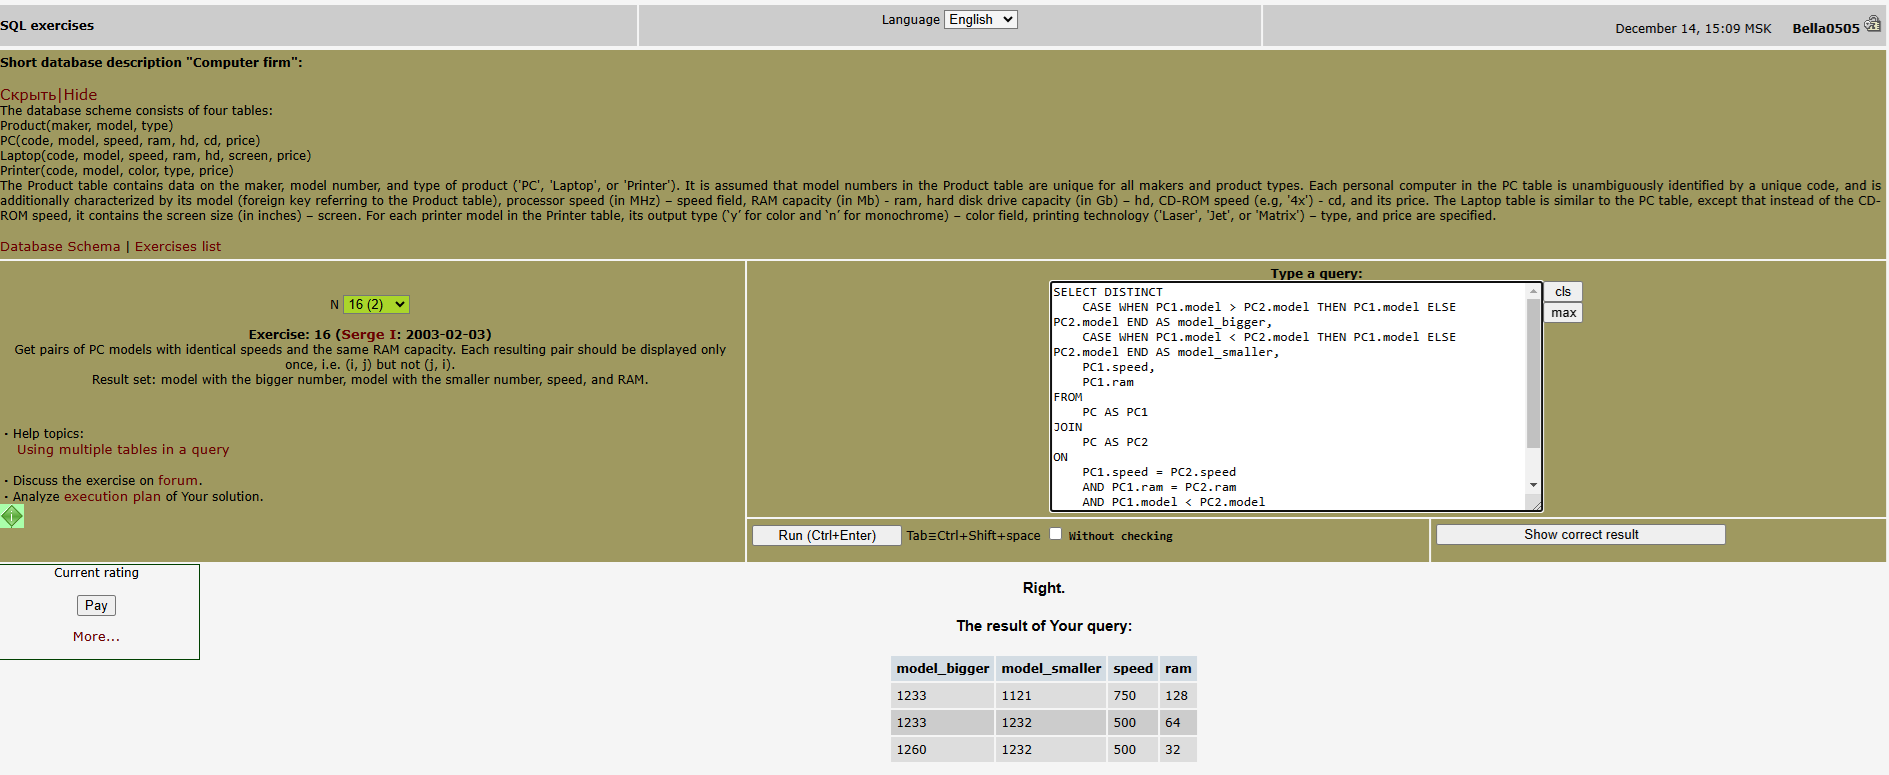 SQL exercises
Language English
December 14, 15:09 MSK Bella0505
Short database description "Computer firm":
Скрыть|Hide
The database scheme consists of four tables:
Product(maker, model, type)
PC(code, model, speed, ram, hd, cd, price)
Laptop(code, model, speed, ram, hd, screen, price)
Printer(code, model, color, type, price)
The Product table contains data on the maker, model number, and type of product ('PC', 'Laptop', or 'Printer'). It is assumed that model numbers in the Product table are unique for all makers and product types. Each personal computer in the PC table is unambiguously identified by a unique code, and is
additionally characterized by its model (foreign key referring to the Product table), processor speed (in MHz) – speed field, RAM capacity (in Mb) - ram, hard disk drive capacity (in Gb) – hd, CD-ROM speed (e.g, '4x') - cd, and its price. The Laptop table is similar to the PC table, except that instead of the CD-
ROM speed, it contains the screen size (in inches) – screen. For each printer model in the Printer table, its output type (‘y’ for color and ‘n’ for monochrome) – color field, printing technology ('Laser', 'Jet', or 'Matrix') – type, and price are specified.
Database Schema | Exercises list
N 16 (2)
Exercise: 16 (Serge I: 2003-02-03)
Get pairs of PC models with identical speeds and the same RAM capacity. Each resulting pair should be displayed only
once, i.e. (i, j) but not (j, i).
Result set: model with the bigger number, model with the smaller number, speed, and RAM.
· Help topics:
Using multiple tables in a query
· Discuss the exercise on forum.
· Analyze execution plan of Your solution.
Type a query:
SELECT DISTINCT
    CASE WHEN PC1.model > PC2.model THEN PC1.model ELSE
PC2.model END AS model_bigger,
    CASE WHEN PC1.model < PC2.model THEN PC1.model ELSE
PC2.model END AS model_smaller,
    PC1.speed,
    PC1.ram
FROM
    PC AS PC1
JOIN
    PC AS PC2
ON
    PC1.speed = PC2.speed
    AND PC1.ram = PC2.ram
    AND PC1.model < PC2.model
cls
max
Run (Ctrl+Enter) Tab≡Ctrl+Shift+space Without checking
Show correct result
Current rating
Pay
More...
Right.
The result of Your query:
model_bigger model_smaller speed ram
1233 1121 750 128
1233 1232 500 64
1260 1232 500 32